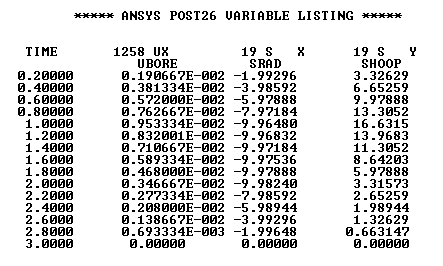 ***** ANSYS POST26 VARIABLE LISTING *****
TIME 1258 UX 19 S X 19 S Y
UBORE SRAD SHOOP
0.20000 0.190667E-002 -1.99296 3.32629
0.40000 0.381334E-002 -3.98592 6.65259
0.60000 0.572000E-002 -5.97888 9.97888
0.80000 0.762667E-002 -7.97184 13.3052
1.0000 0.953334E-002 -9.96480 16.6315
1.2000 0.832001E-002 -9.96832 13.9683
1.4000 0.710667E-002 -9.97184 11.3052
1.6000 0.589334E-002 -9.97536 8.64203
1.8000 0.468000E-002 -9.97888 5.97888
2.0000 0.346667E-002 -9.98240 3.31573
2.2000 0.277334E-002 -7.98592 2.65259
2.4000 0.208000E-002 -5.98944 1.98944
2.6000 0.138667E-002 -3.99296 1.32629
2.8000 0.693334E-003 -1.99648 0.663147
3.0000 0.00000 0.00000 0.00000